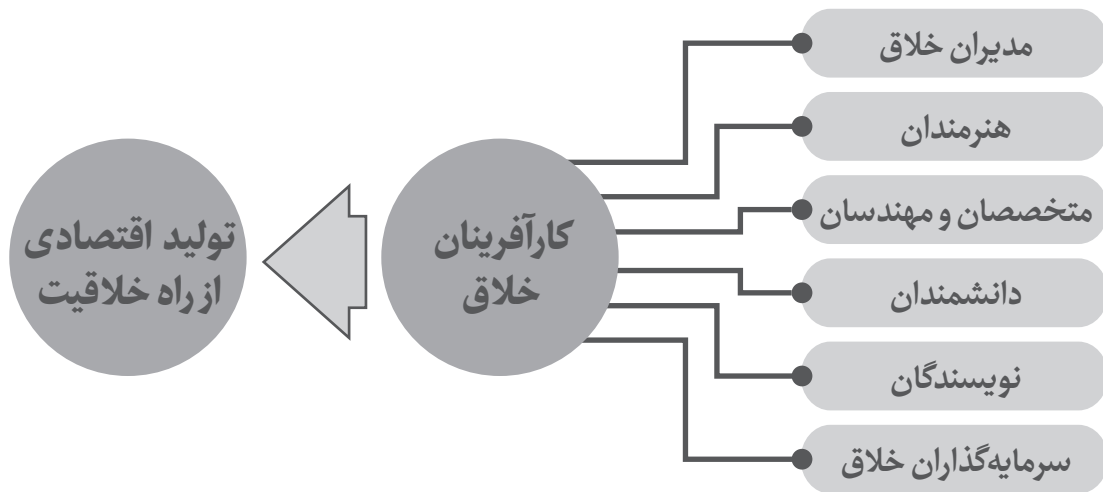 مدیران خلاق
هنرمندان
متخصصان و مهندسان
دانشمندان
نویسندگان
سرمایه‌گذاران خلاق
کارآفرینان
خلاق
تولید اقتصادی
از راه خلاقیت